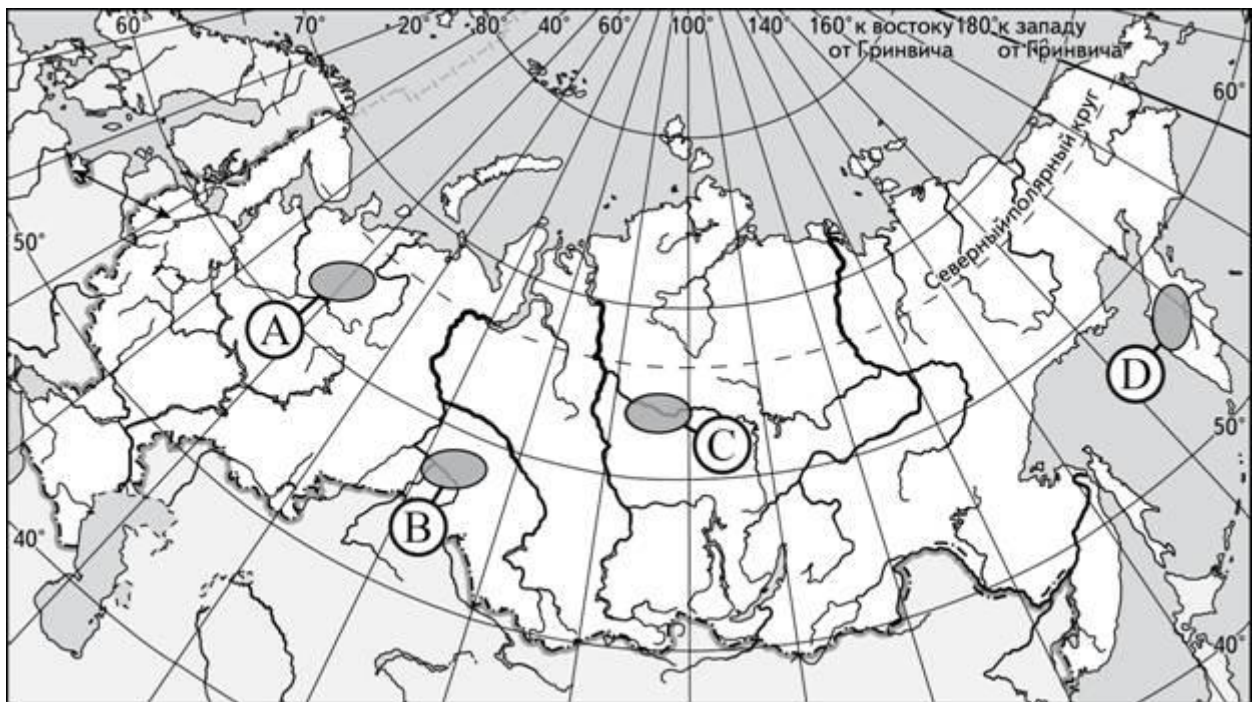 60° 70° 20° 80° 40° 60° 100° 140° 160° к востоку 180° к западу
от Гринвича от Гринвича
60°
Северный полярный круг
50°
A
D
C
50°
B
40°
40°